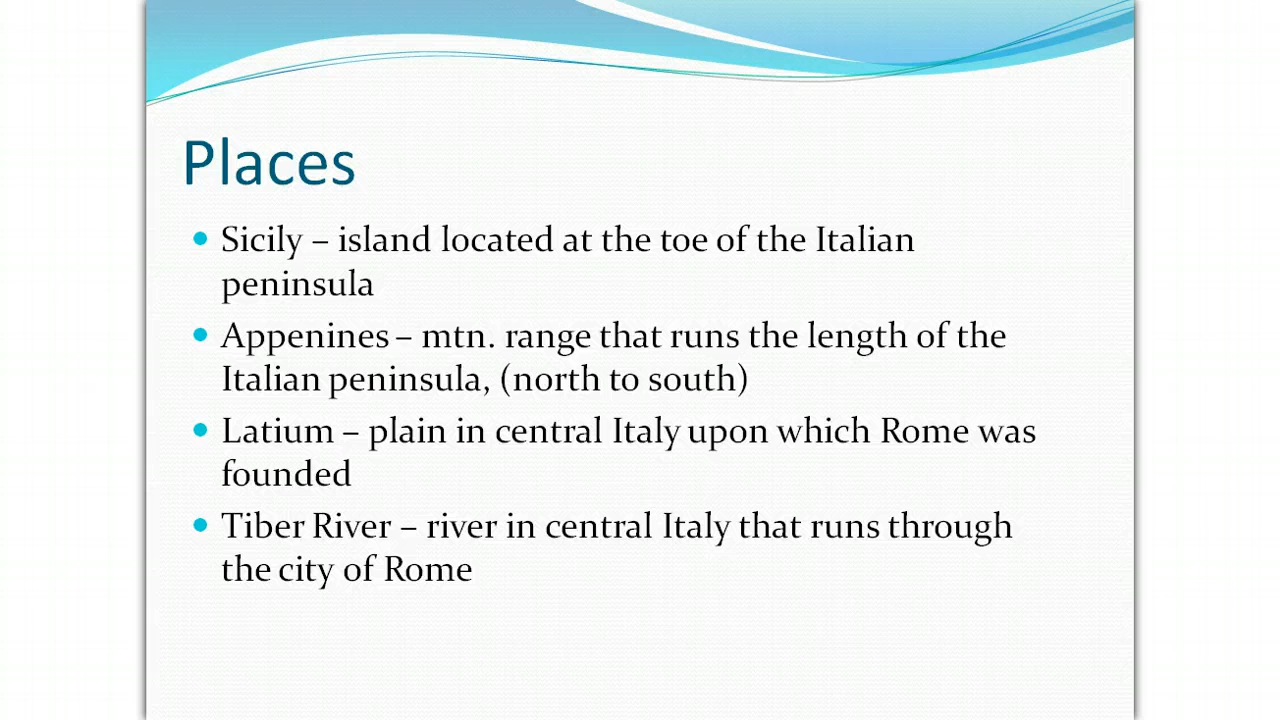 Places
• Sicily – island located at the toe of the Italian
peninsula
• Appenines – mtn. range that runs the length of the
Italian peninsula, (north to south)
• Latium – plain in central Italy upon which Rome was
founded
• Tiber River – river in central Italy that runs through
the city of Rome